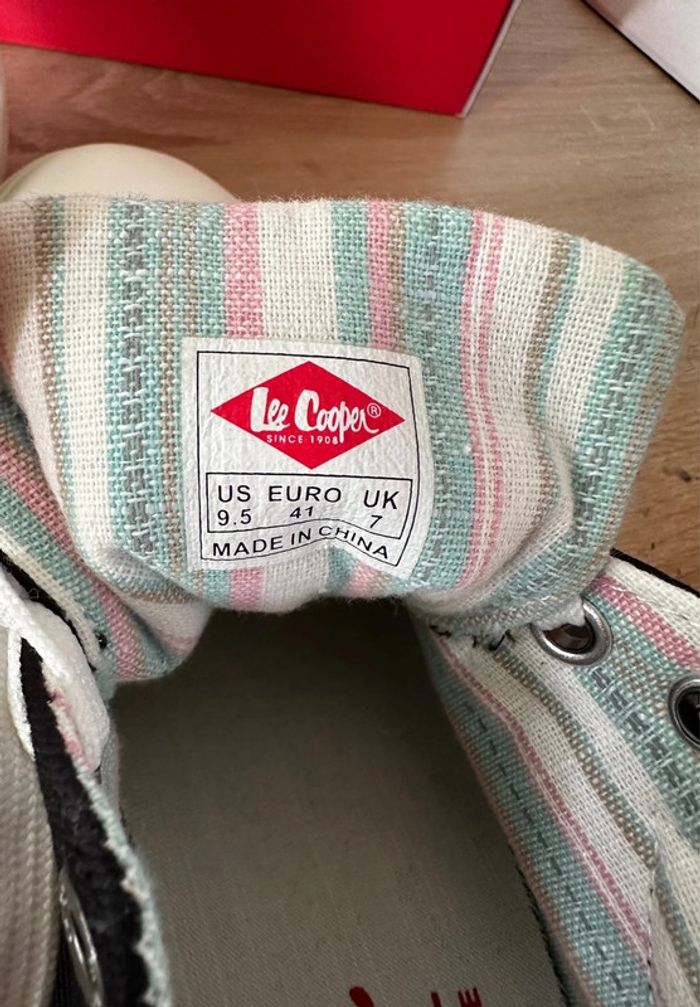 Lee Cooper®
SINCE 1908
US EURO UK
9.5 41 7
MADE IN CHINA